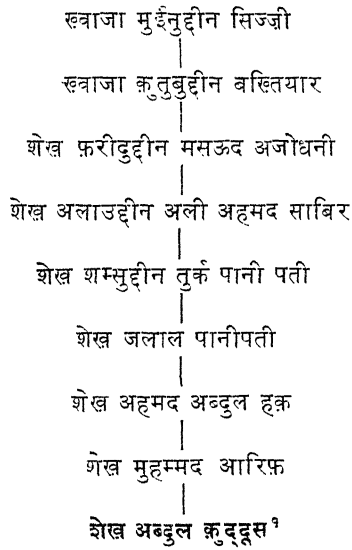 ख़्वाजा मुईनुद्दीन सिज्ज़ी
ख़्वाजा क़ुतुबुद्दीन बख्तियार
शेख़ फ़रीदुद्दीन मसऊद अजोधनी
शेख़ अलाउद्दीन अली अहमद साबिर
शेख़ शम्सुद्दीन तुर्क पानी पती
शेख़ जलाल पानीपती
शेख़ अहमद अब्दुल हक़
शेख़ मुहम्मद आरिफ़
शेख़ अब्दुल क़ुद्दूस१